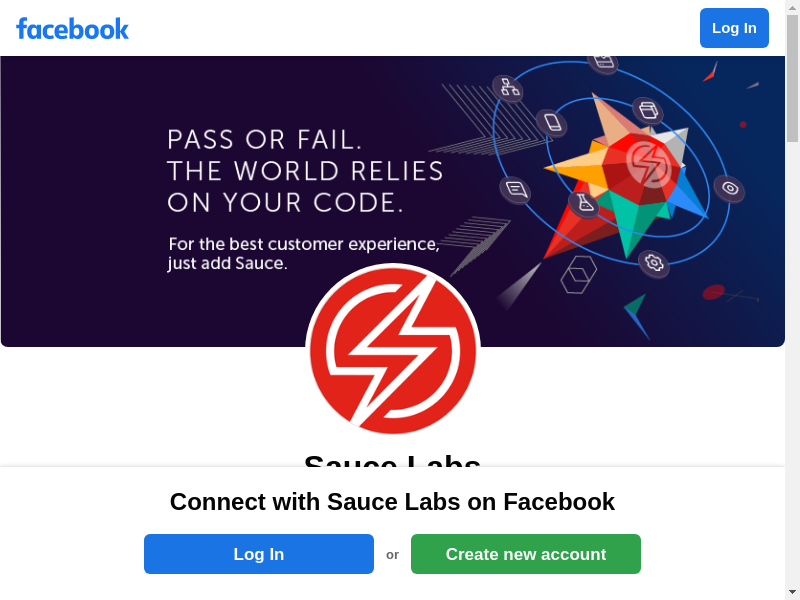 facebook
Log In
PASS OR FAIL.
THE WORLD RELIES
ON YOUR CODE.
For the best customer experience,
just add Sauce.
Sauce Labs
Connect with Sauce Labs on Facebook
Log In or Create new account